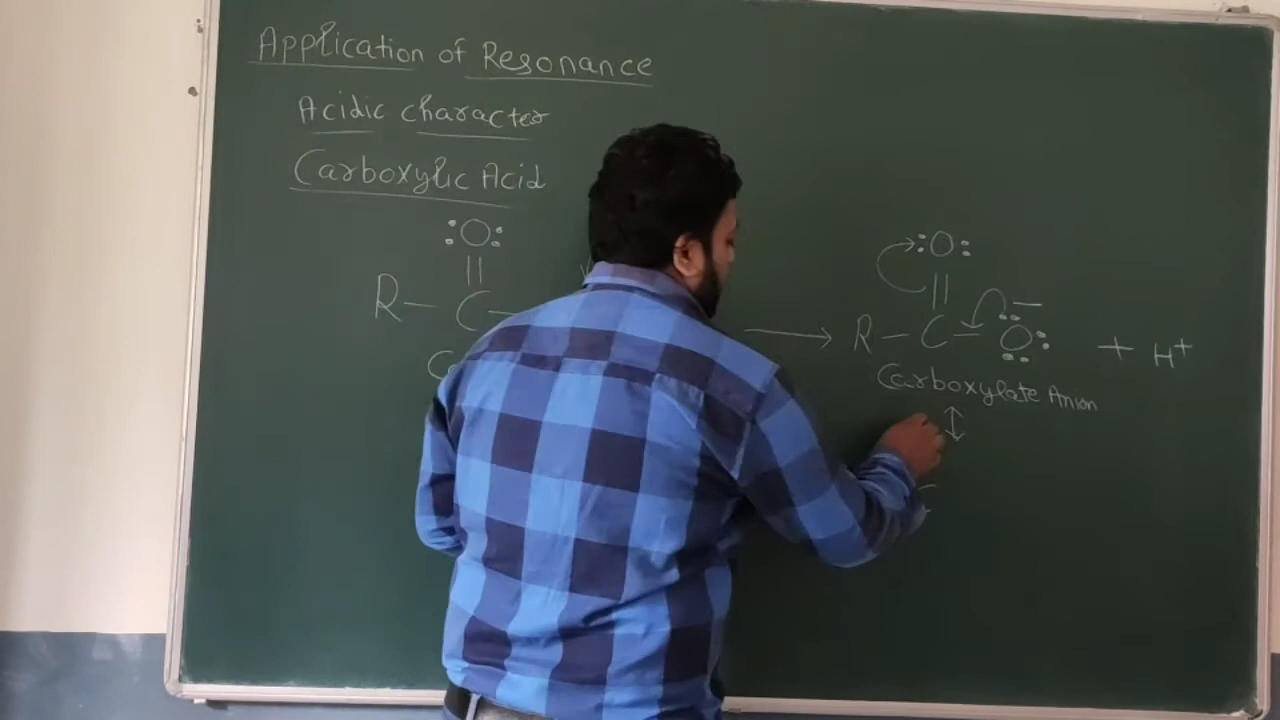 Application of Resonance
Acidic character
Carboxylic Acid
O O
|| ||
R — C — → R — C — O⁻ + H⁺
C Carboxylate Anion
↕